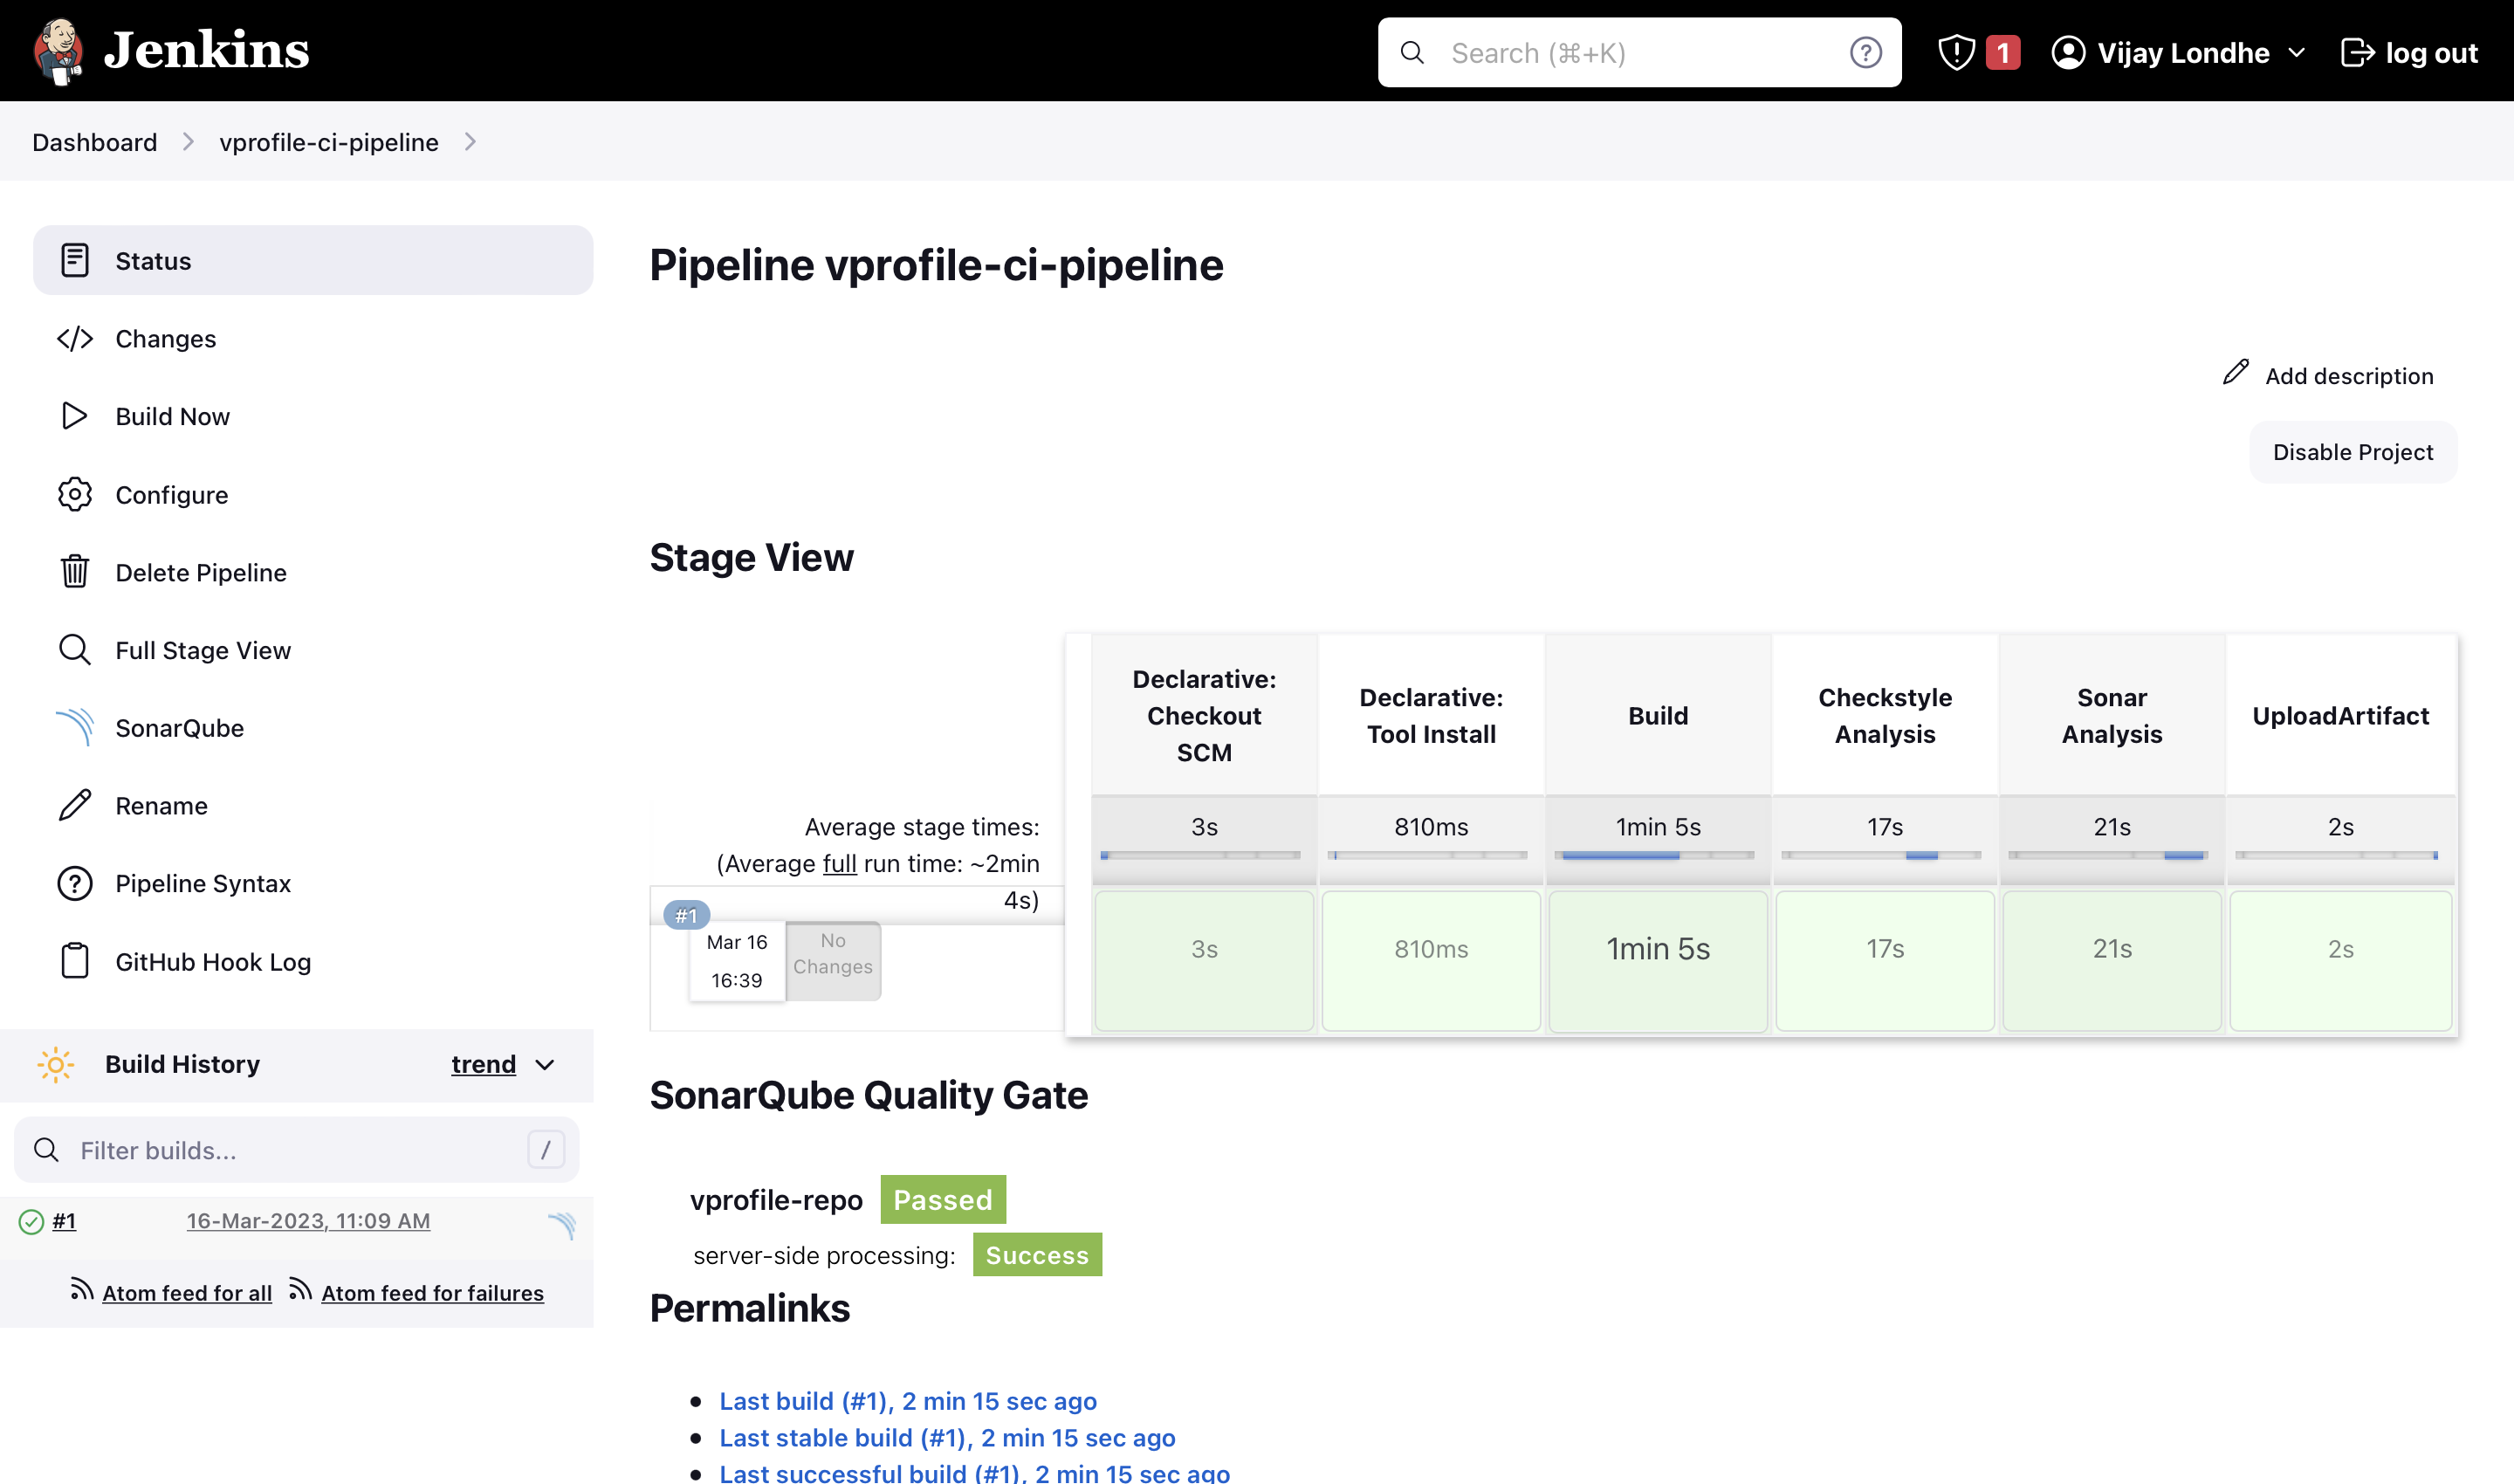 Jenkins
Search (⌘+K)
1
Vijay Londhe
log out
Dashboard
vprofile-ci-pipeline
Status
Changes
Build Now
Configure
Delete Pipeline
Full Stage View
SonarQube
Rename
Pipeline Syntax
GitHub Hook Log
Build History
trend
Filter builds...
/
#1
16-Mar-2023, 11:09 AM
Atom feed for all
Atom feed for failures
Pipeline vprofile-ci-pipeline
Add description
Disable Project
Stage View
Declarative:
Checkout
SCM
Declarative:
Tool Install
Build
Checkstyle
Analysis
Sonar
Analysis
UploadArtifact
Average stage times:
(Average full run time: ~2min
4s)
3s
810ms
1min 5s
17s
21s
2s
#1
Mar 16
16:39
No
Changes
3s
810ms
1min 5s
17s
21s
2s
SonarQube Quality Gate
vprofile-repo
Passed
server-side processing:
Success
Permalinks
Last build (#1), 2 min 15 sec ago
Last stable build (#1), 2 min 15 sec ago
Last successful build (#1), 2 min 15 sec ago